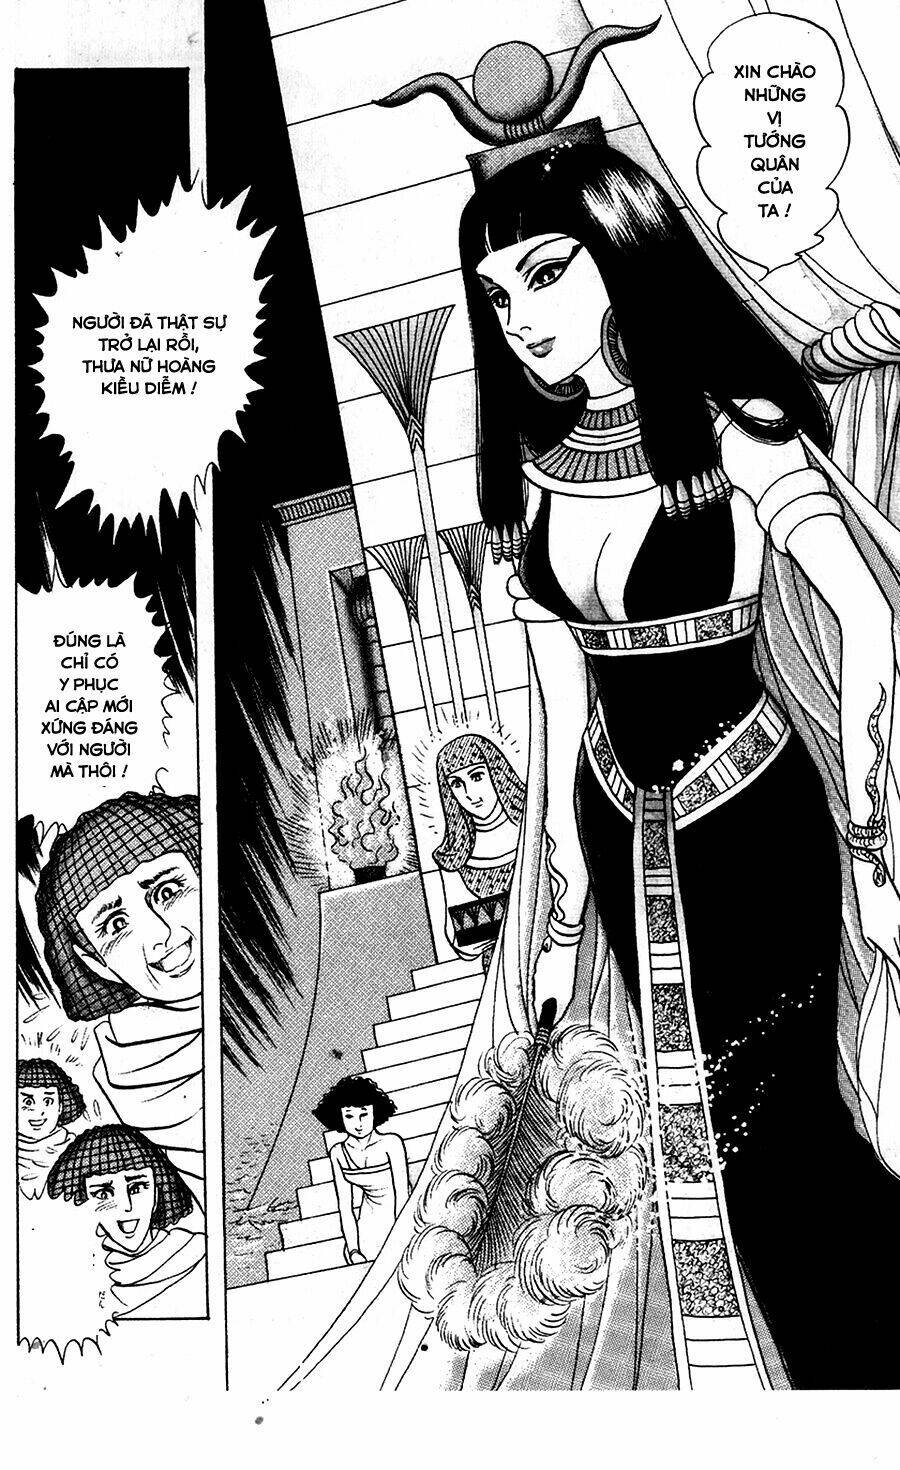 XIN CHÀO
NHỮNG
VỊ
TƯỚNG
QUÂN
CỦA
TA !
NGƯỜI ĐÃ THẬT SỰ
TRỞ LẠI RỒI,
THƯA NỮ HOÀNG
KIỀU DIỄM !
ĐÚNG LÀ
CHỈ CÓ
Y PHỤC
AI CẬP MỚI
XỨNG ĐÁNG
VỚI NGƯỜI
MÀ THÔI !